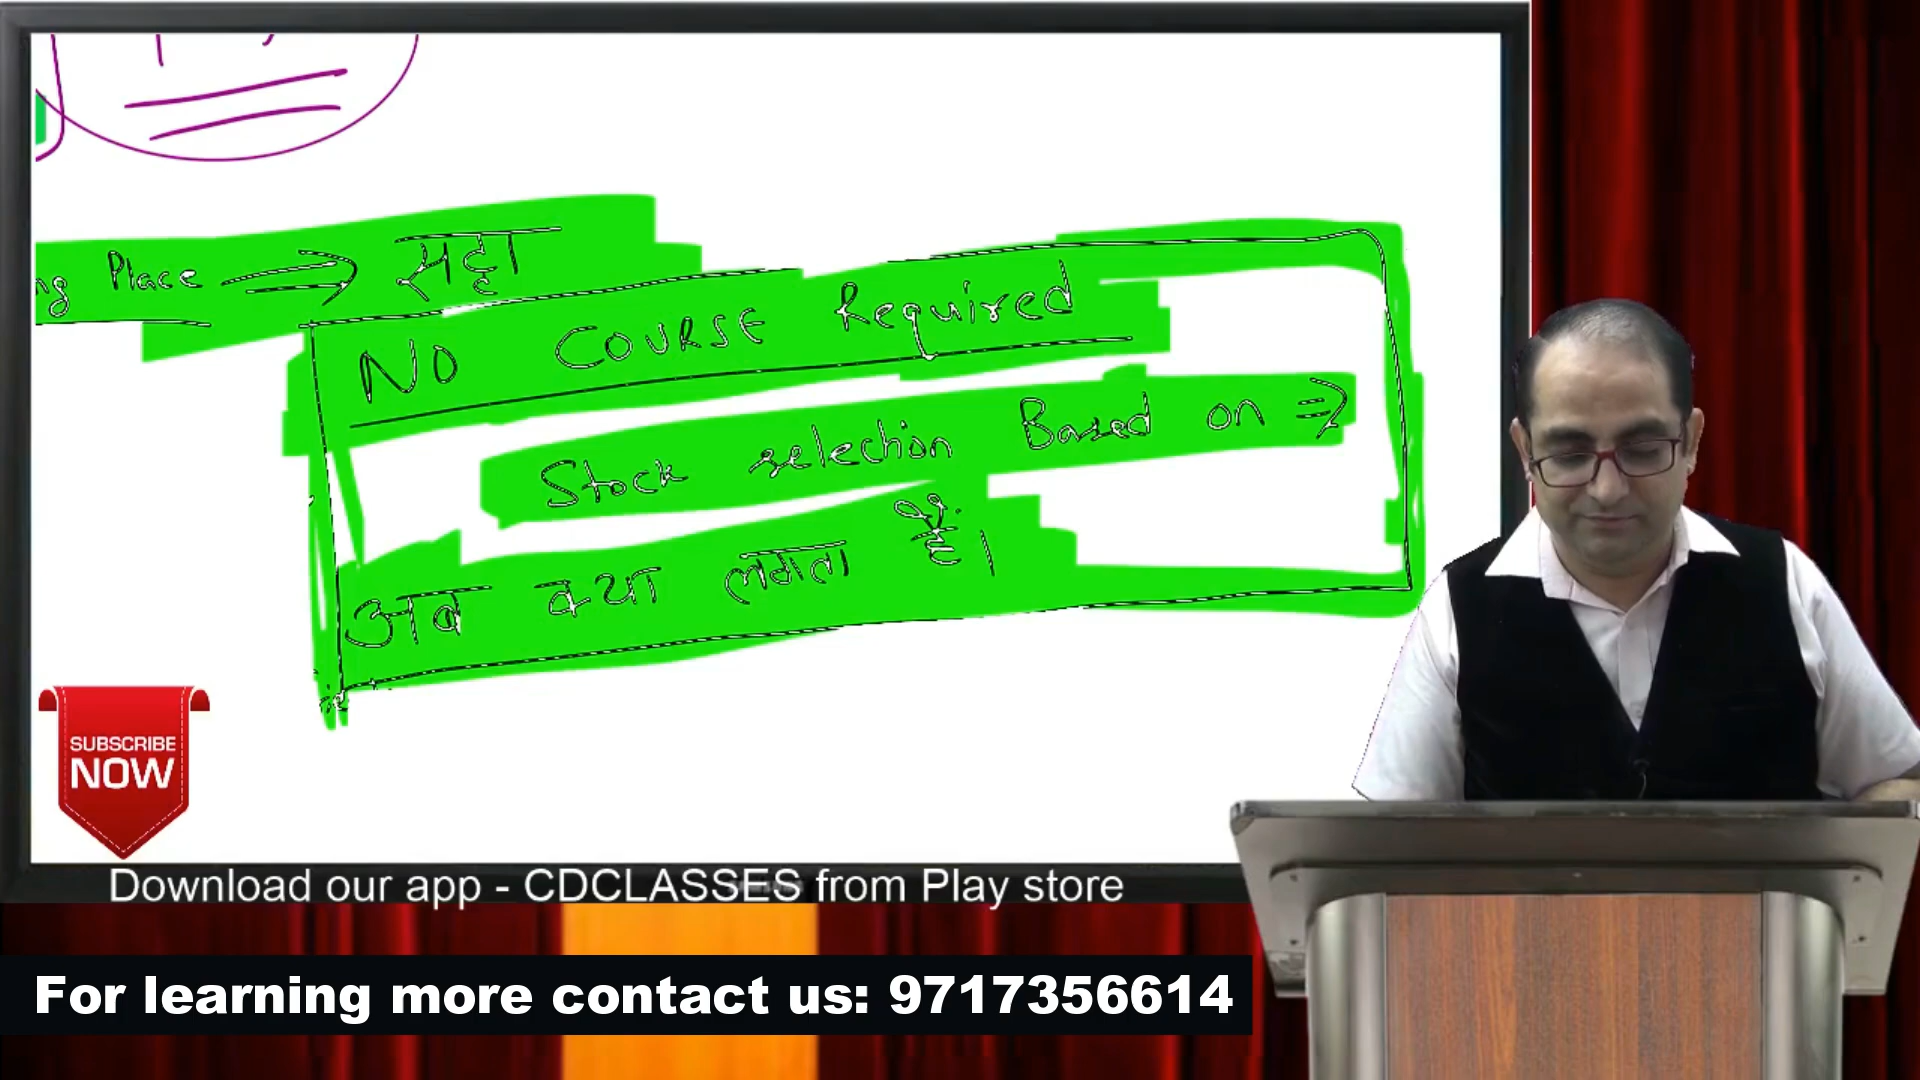 ng Place ⇒ सट्टा
No COURSE Required
Stock selection Based on ⇒
अब क्या लगता है।
SUBSCRIBE
NOW
Download our app - CDCLASSES from Play store
For learning more contact us: 9717356614